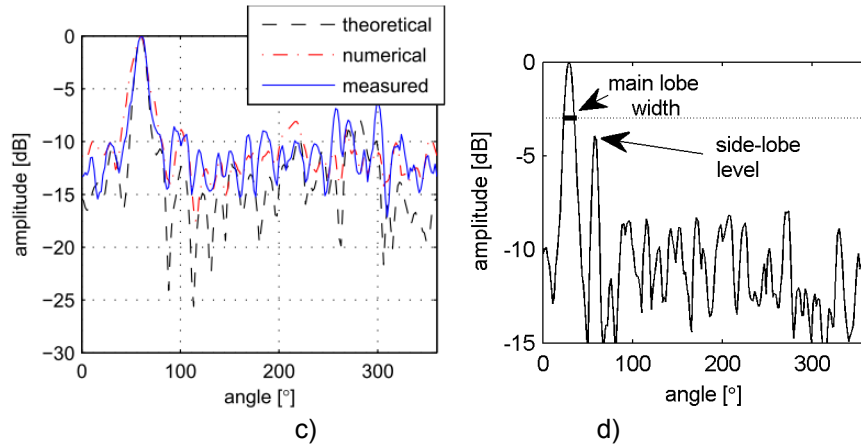 theoretical
numerical
measured
0
−5
−10
−15
−20
−25
−30
amplitude [dB]
0
100
200
300
angle [°]
c)
0
-5
-10
-15
amplitude [dB]
main lobe
width
side-lobe
level
0
100
200
300
angle [°]
d)